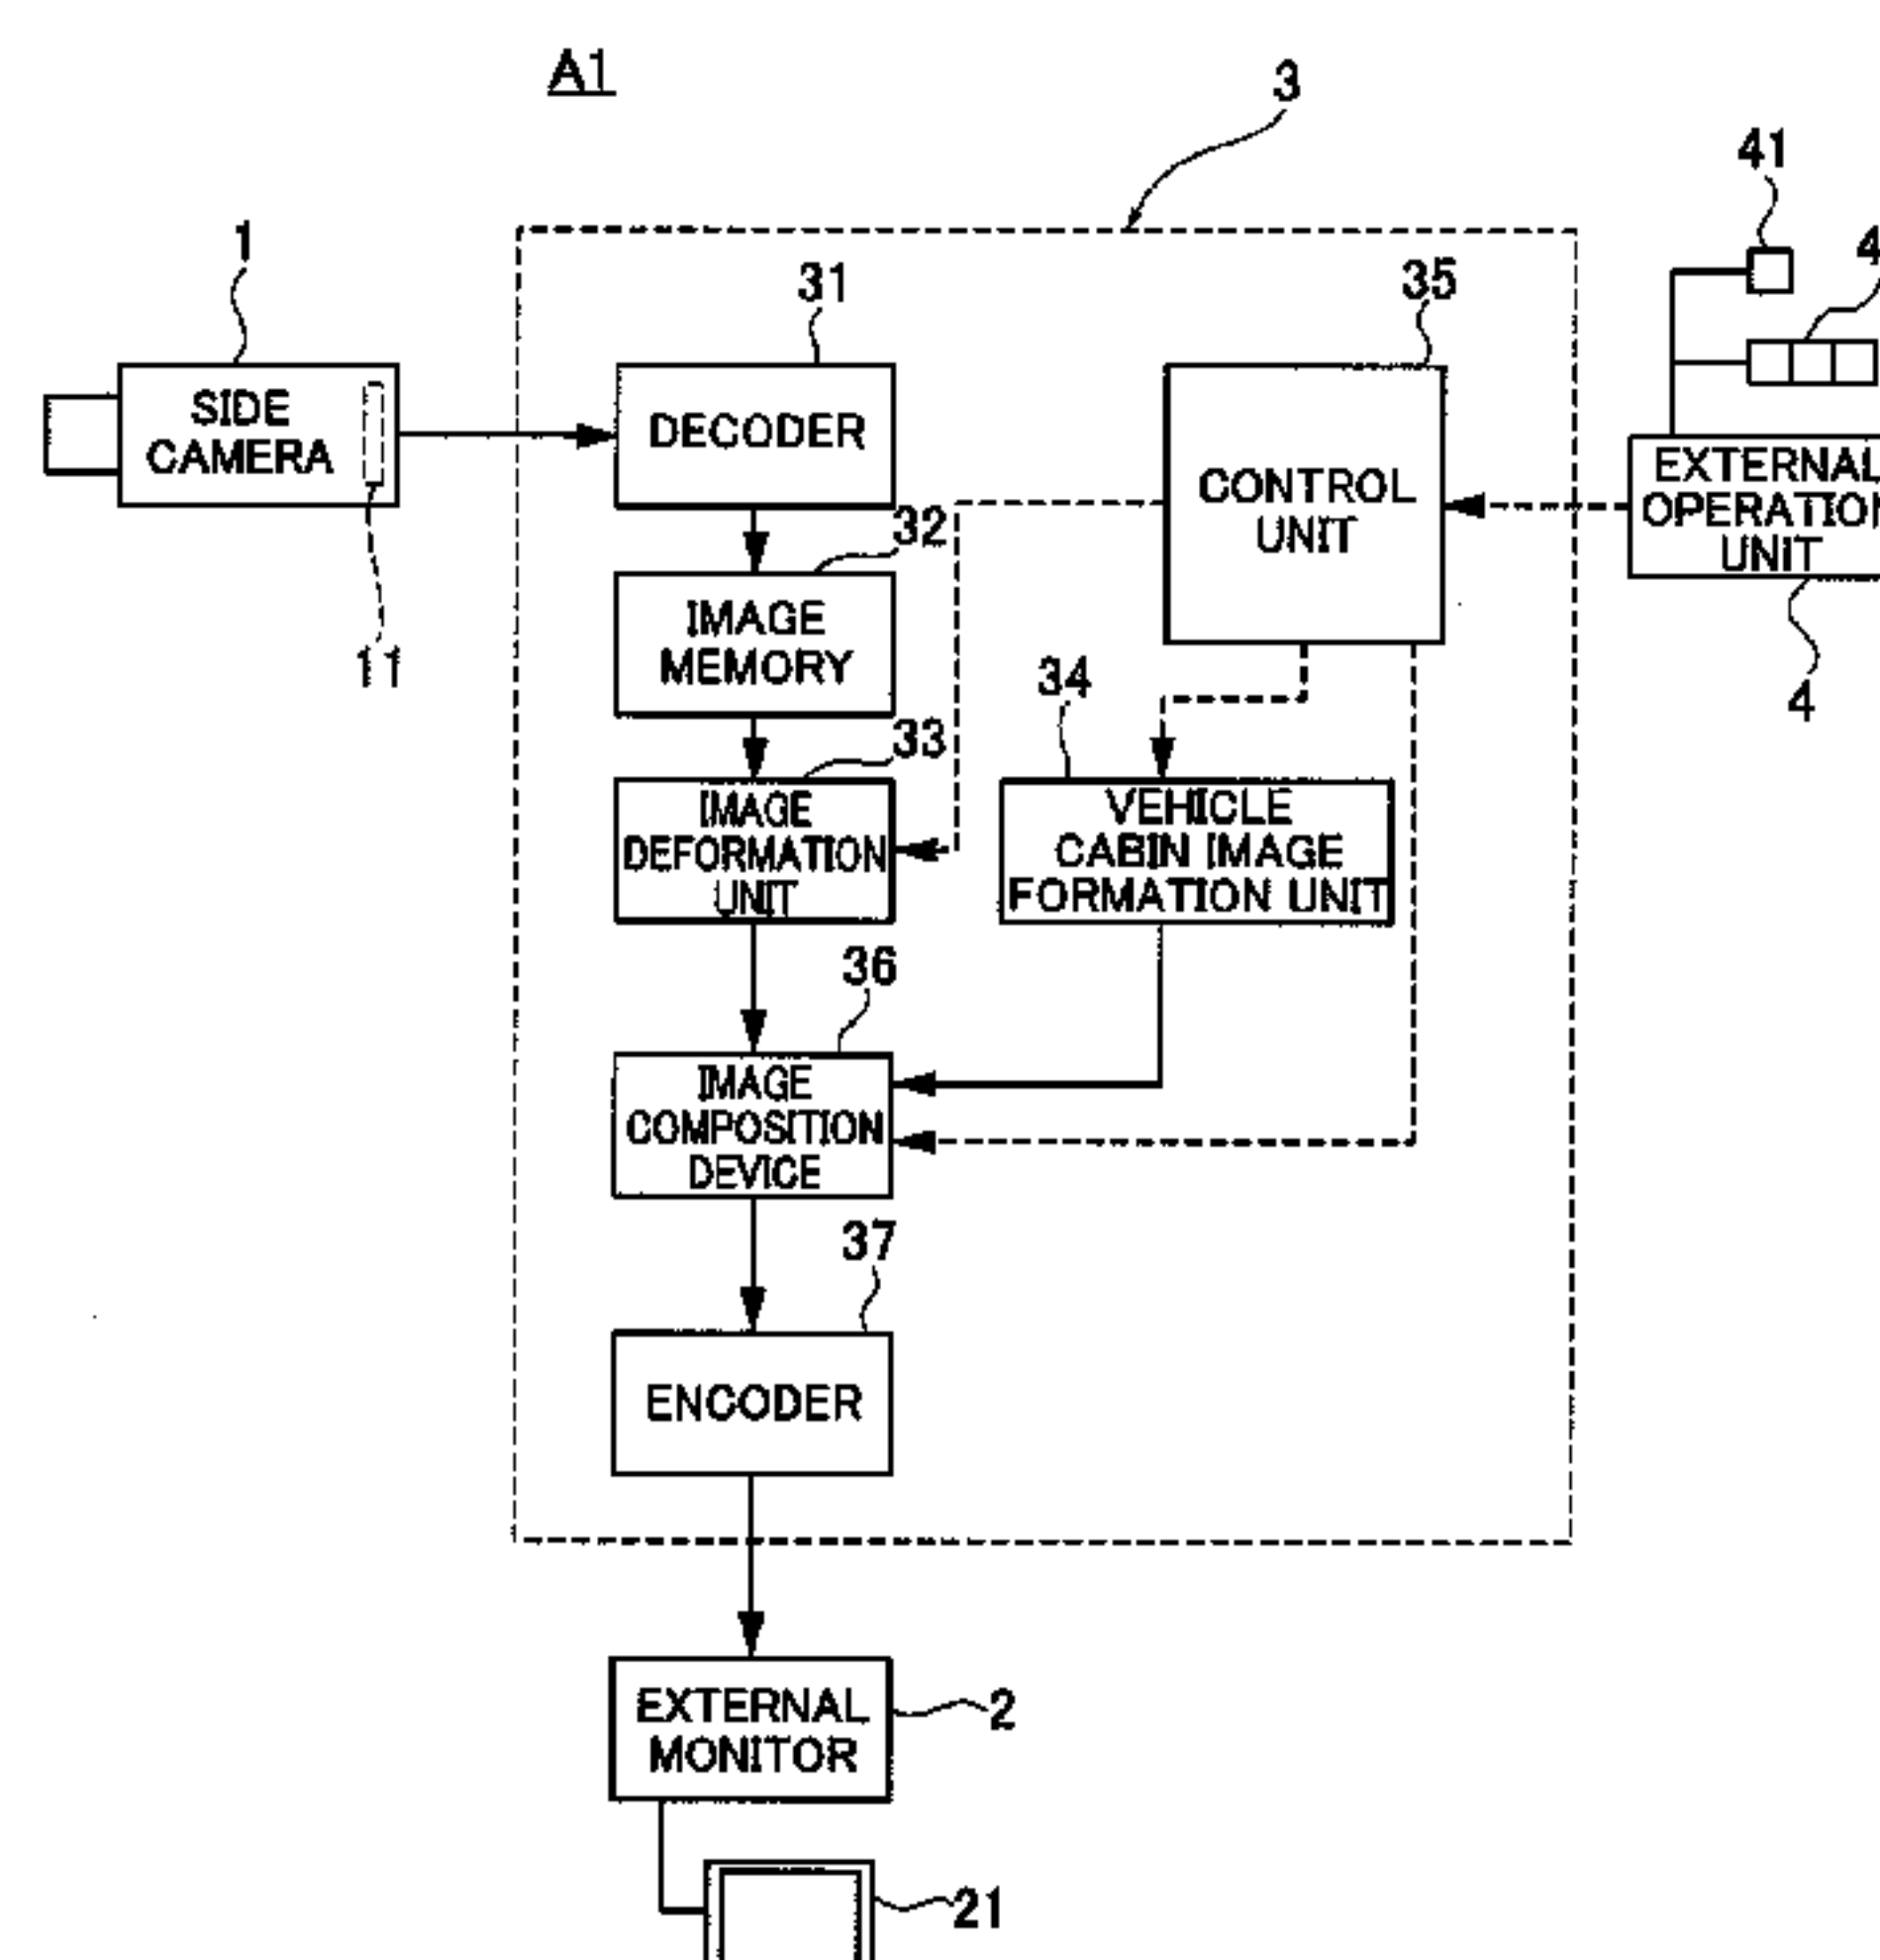 A1
3
41
1
31
35
4
SIDE
CAMERA
DECODER
CONTROL
UNIT
EXTERNAL
OPERATION
UNIT
32
11
IMAGE
MEMORY
34
4
33
IMAGE
DEFORMATION
UNIT
VEHICLE
CABIN IMAGE
FORMATION UNIT
36
IMAGE
COMPOSITION
DEVICE
37
ENCODER
EXTERNAL
MONITOR
2
21